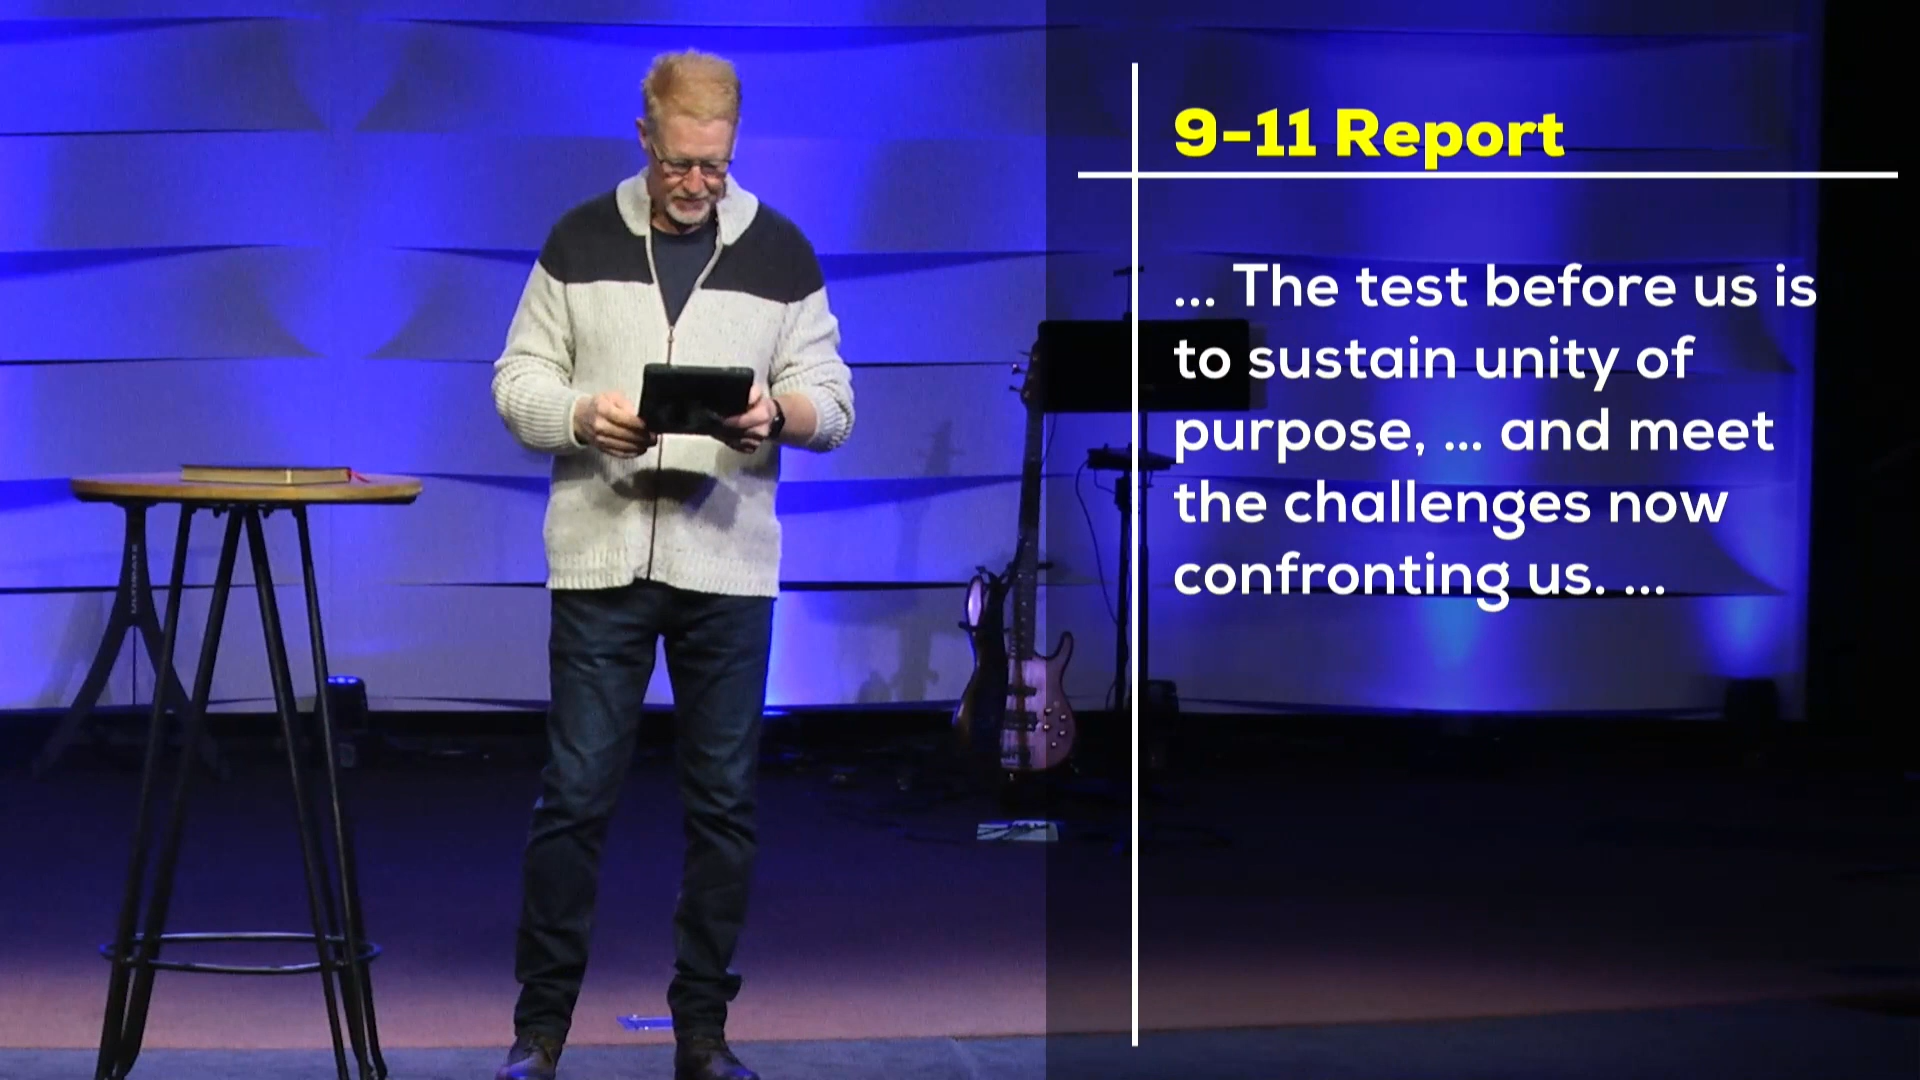 9-11 Report
... The test before us is
to sustain unity of
purpose, ... and meet
the challenges now
confronting us. ...